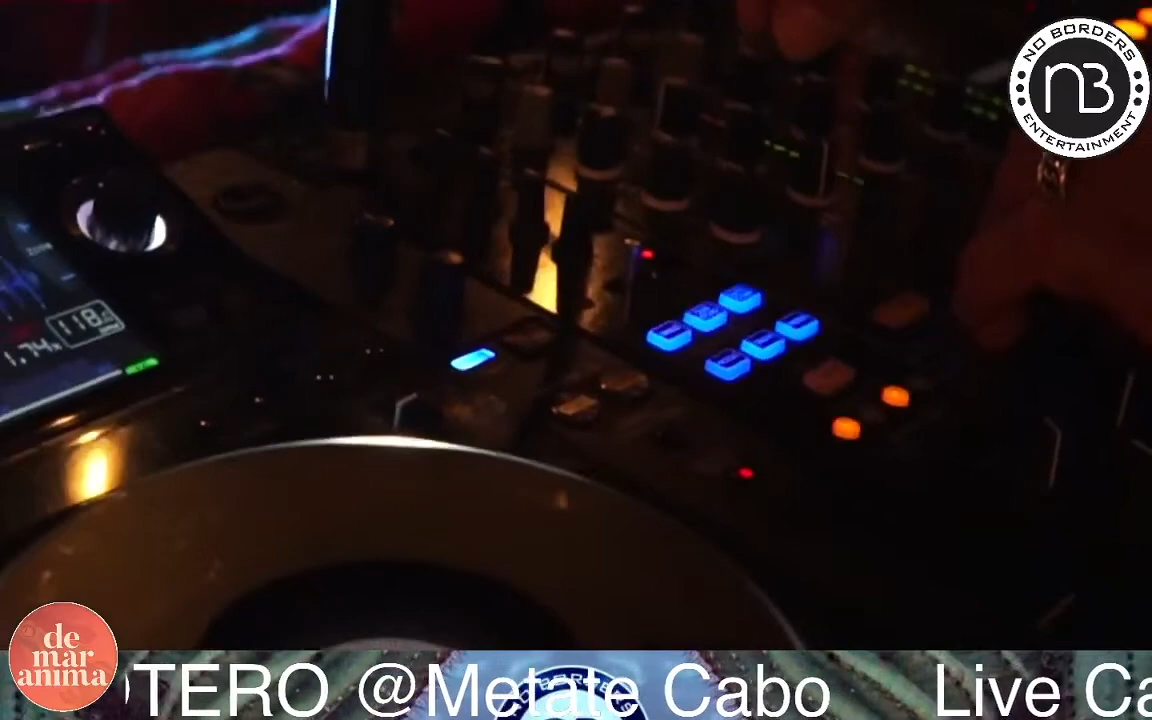 NO BORDERS
nB
ENTERTAINMENT
118
1.74%
de
mar
anima
TERO @Metate Cabo Live Ca